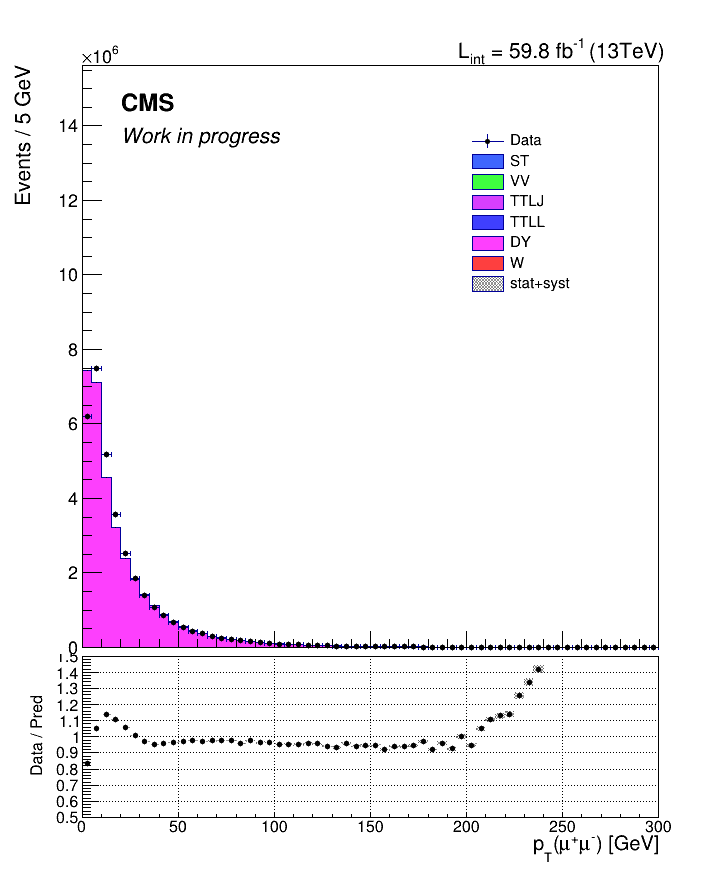 ×10⁶
L_int = 59.8 fb⁻¹ (13TeV)
Events / 5 GeV
CMS
Work in progress
Data
ST
VV
TTLJ
TTLL
DY
W
stat+syst
14
12
10
8
6
4
2
0
Data / Pred
1.5
1.4
1.3
1.2
1.1
1
0.9
0.8
0.7
0.6
0.5
0 50 100 150 200 250 300
p_T(μ⁺μ⁻) [GeV]